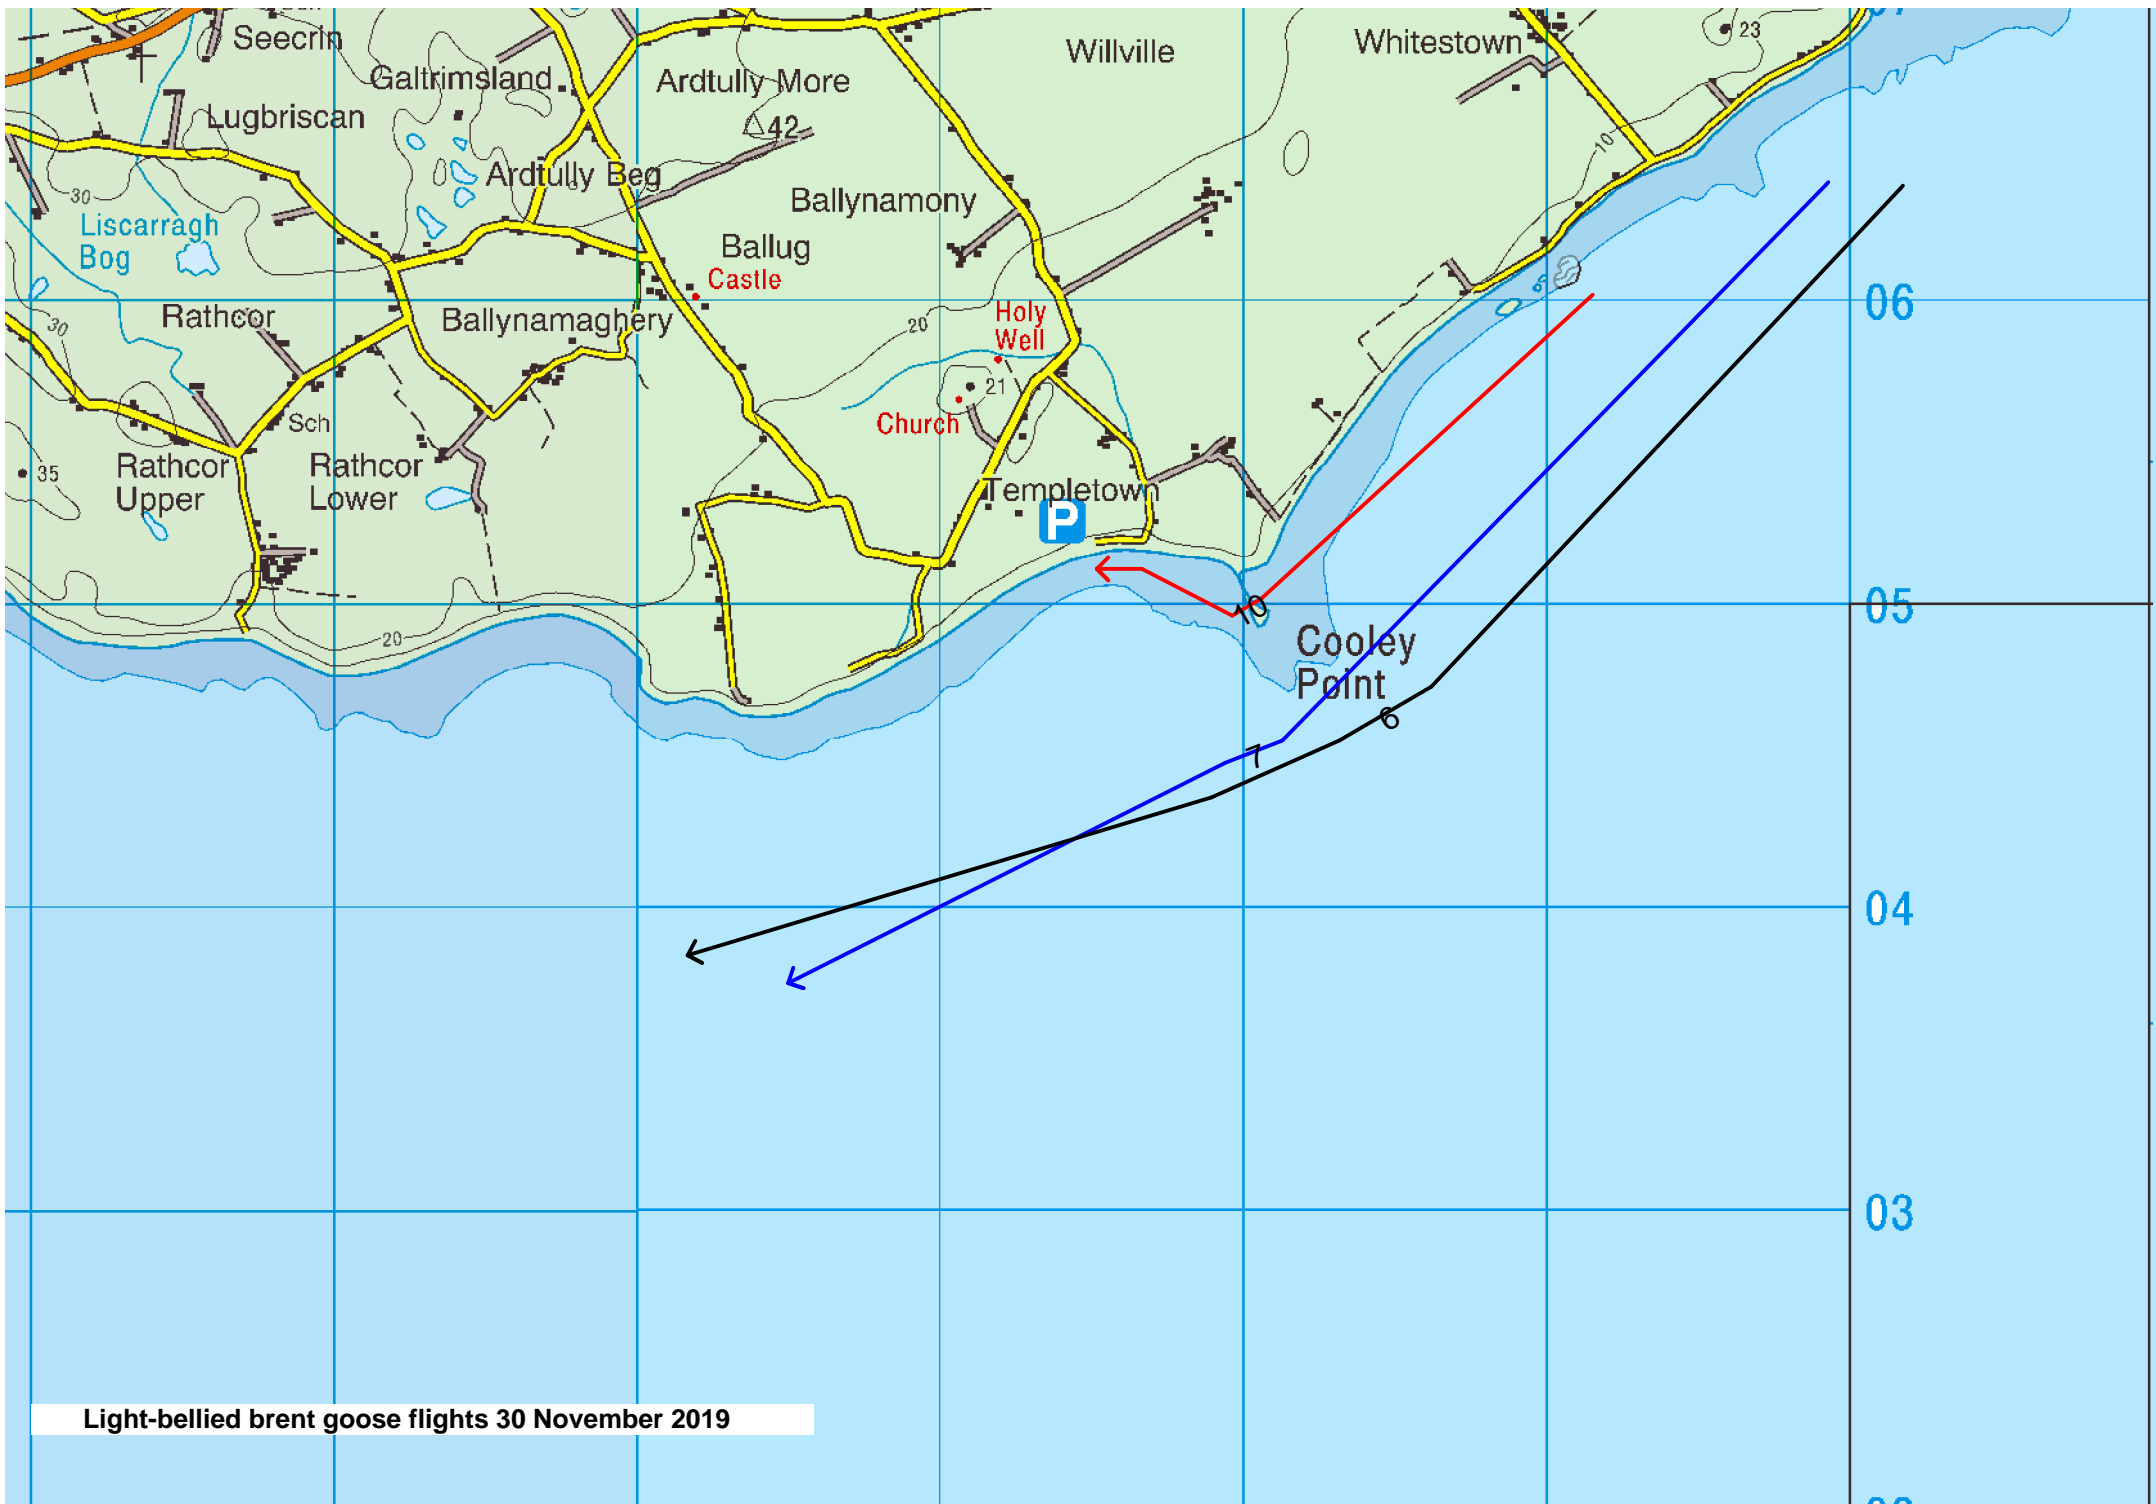 Seecrin
Galtrimsland
Ardtully More
Willville
Whitestown
23
Lugbriscan
42
10
Ardtully Beg
30
Ballynamony
Liscarragh
Bog
Ballug
Castle
06
Rathcor
30
Ballynamaghery
20
Holy
Well
21
Sch
Church
35
Rathcor
Upper
Rathcor
Lower
Templetown
P
05
10
20
Cooley
Point
6
7
04
03
Light-bellied brent goose flights 30 November 2019